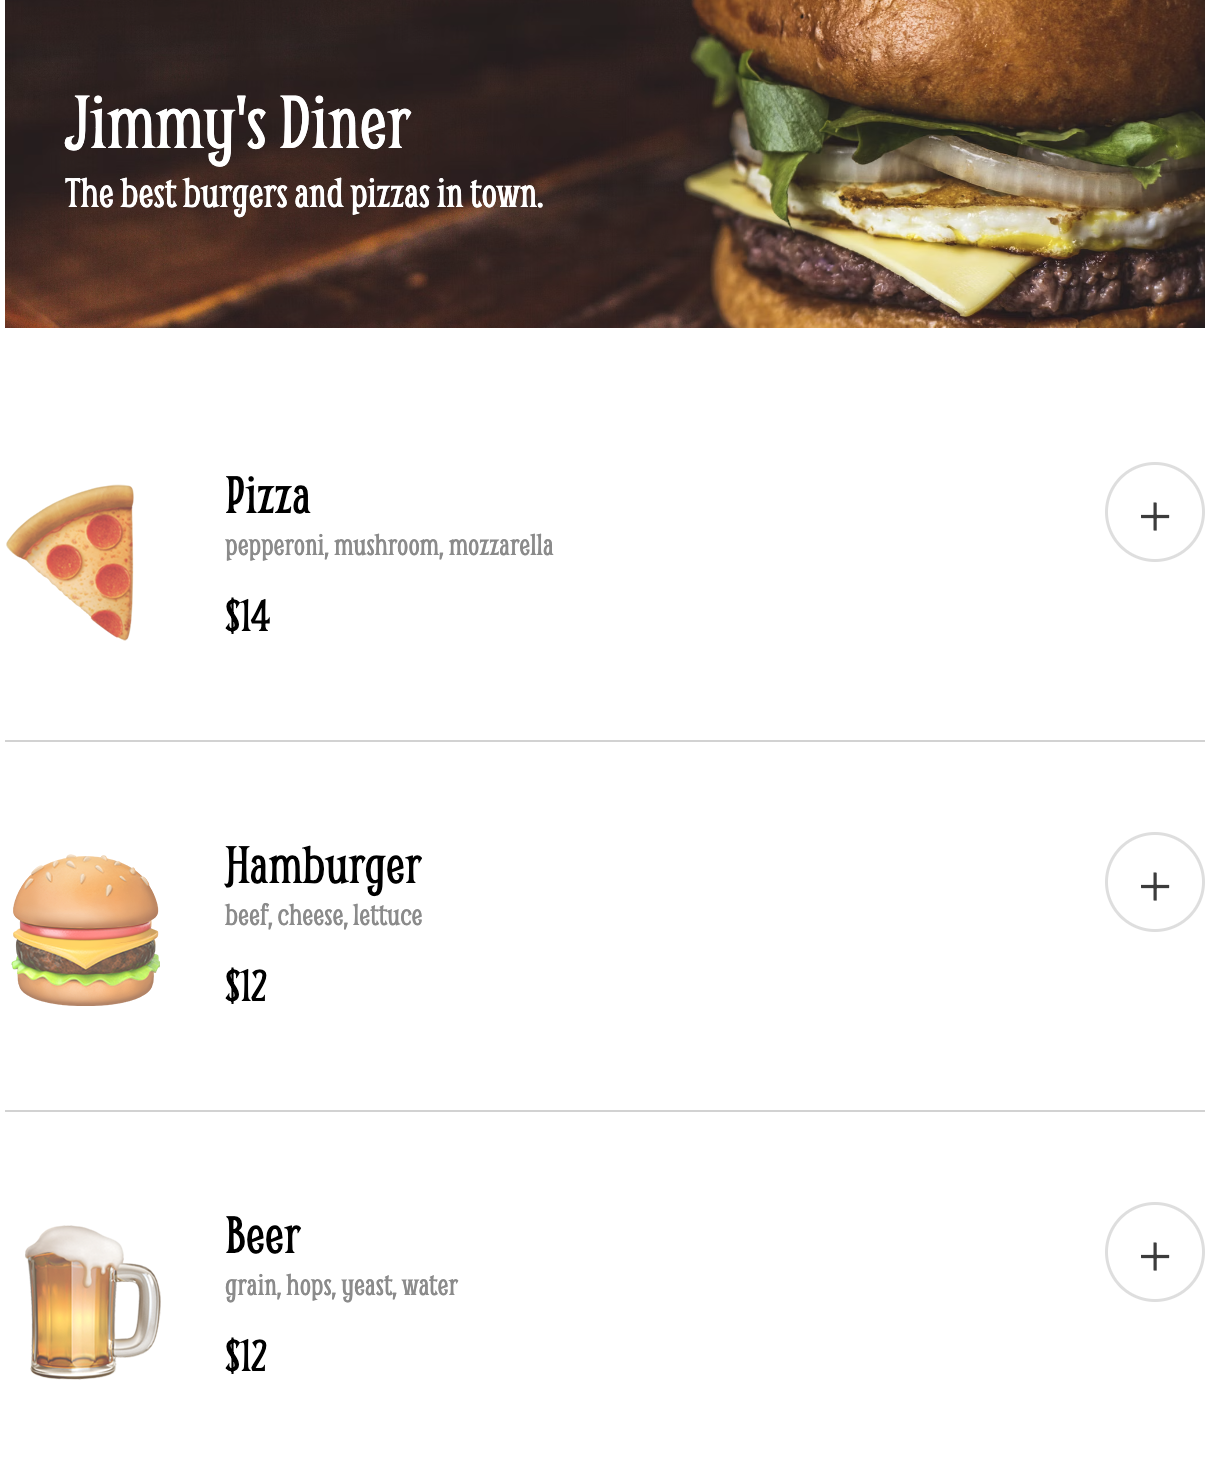 Jimmy's Diner
The best burgers and pizzas in town.
Pizza
pepperoni, mushroom, mozzarella
$14
+
Hamburger
beef, cheese, lettuce
$12
+
Beer
grain, hops, yeast, water
$12
+